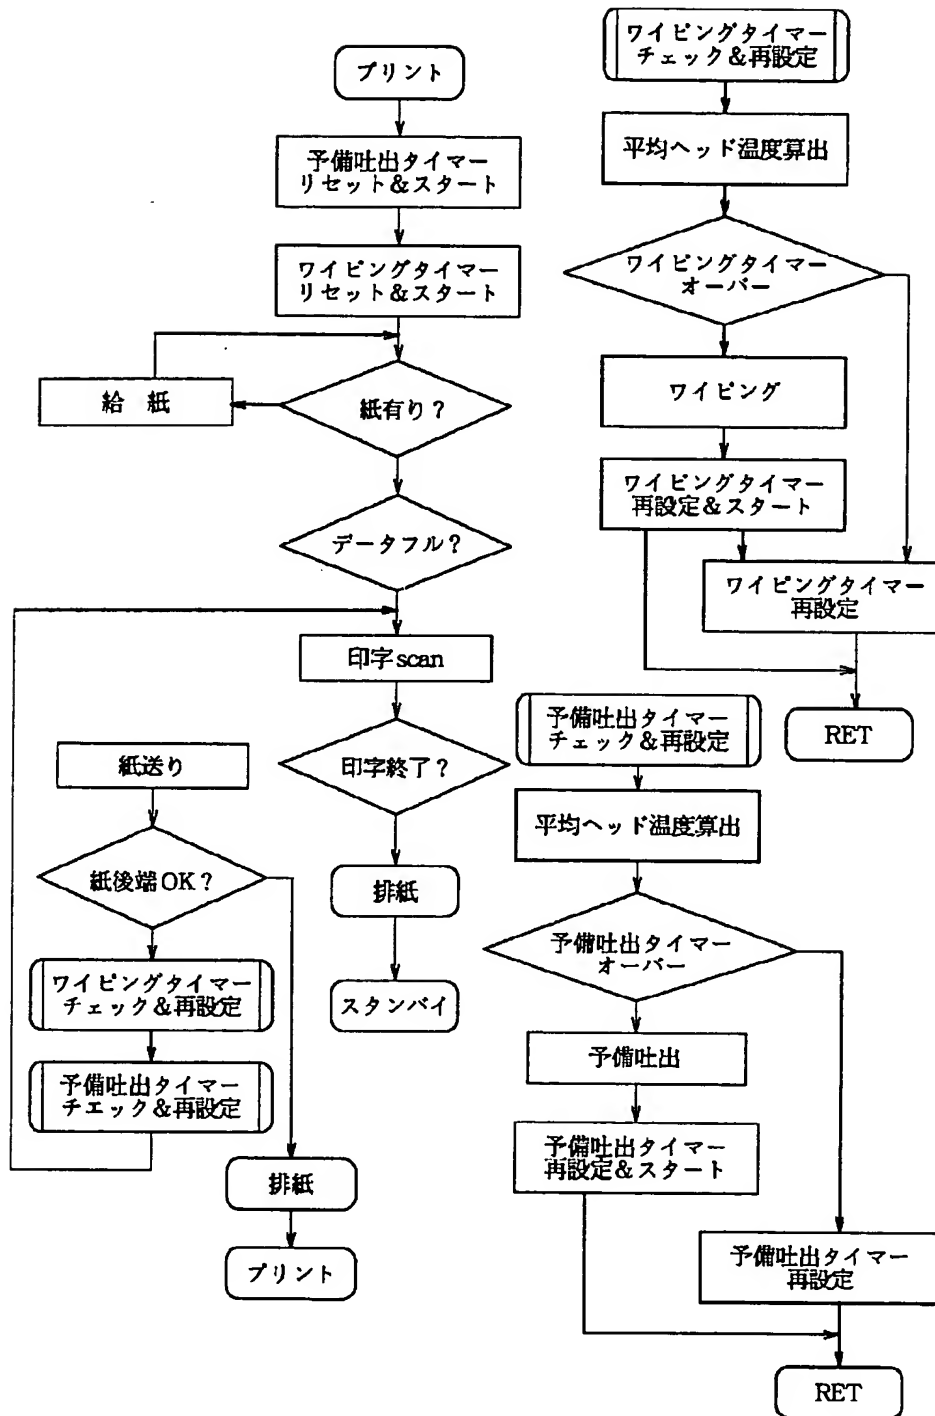 プリント
予備吐出タイマー
リセット&スタート
ワイピングタイマー
リセット&スタート
給 紙
紙有り?
データフル?
印字scan
印字終了?
排紙
スタンバイ
紙送り
紙後端OK?
ワイピングタイマー
チェック&再設定
予備吐出タイマー
チエック&再設定
排紙
プリント
ワイピングタイマー
チェック&再設定
平均ヘッド温度算出
ワイピングタイマー
オーバー
ワイピング
ワイピングタイマー
再設定&スタート
ワイピングタイマー
再設定
RET
予備吐出タイマー
チェック&再設定
平均ヘッド温度算出
予備吐出タイマー
オーバー
予備吐出
予備吐出タイマー
再設定&スタート
予備吐出タイマー
再設定
RET